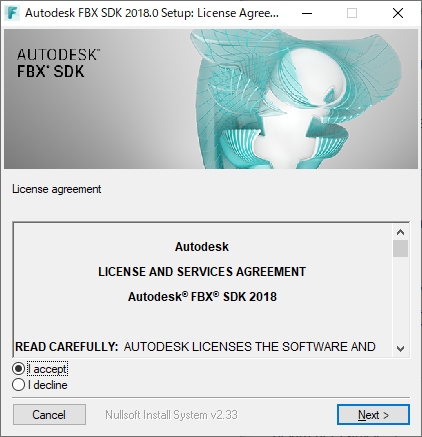 Autodesk FBX SDK 2018.0 Setup: License Agree...
AUTODESK™
FBX® SDK
License agreement
Autodesk
LICENSE AND SERVICES AGREEMENT
Autodesk® FBX® SDK 2018
READ CAREFULLY: AUTODESK LICENSES THE SOFTWARE AND
I accept
I decline
Cancel
Nullsoft Install System v2.33
Next >